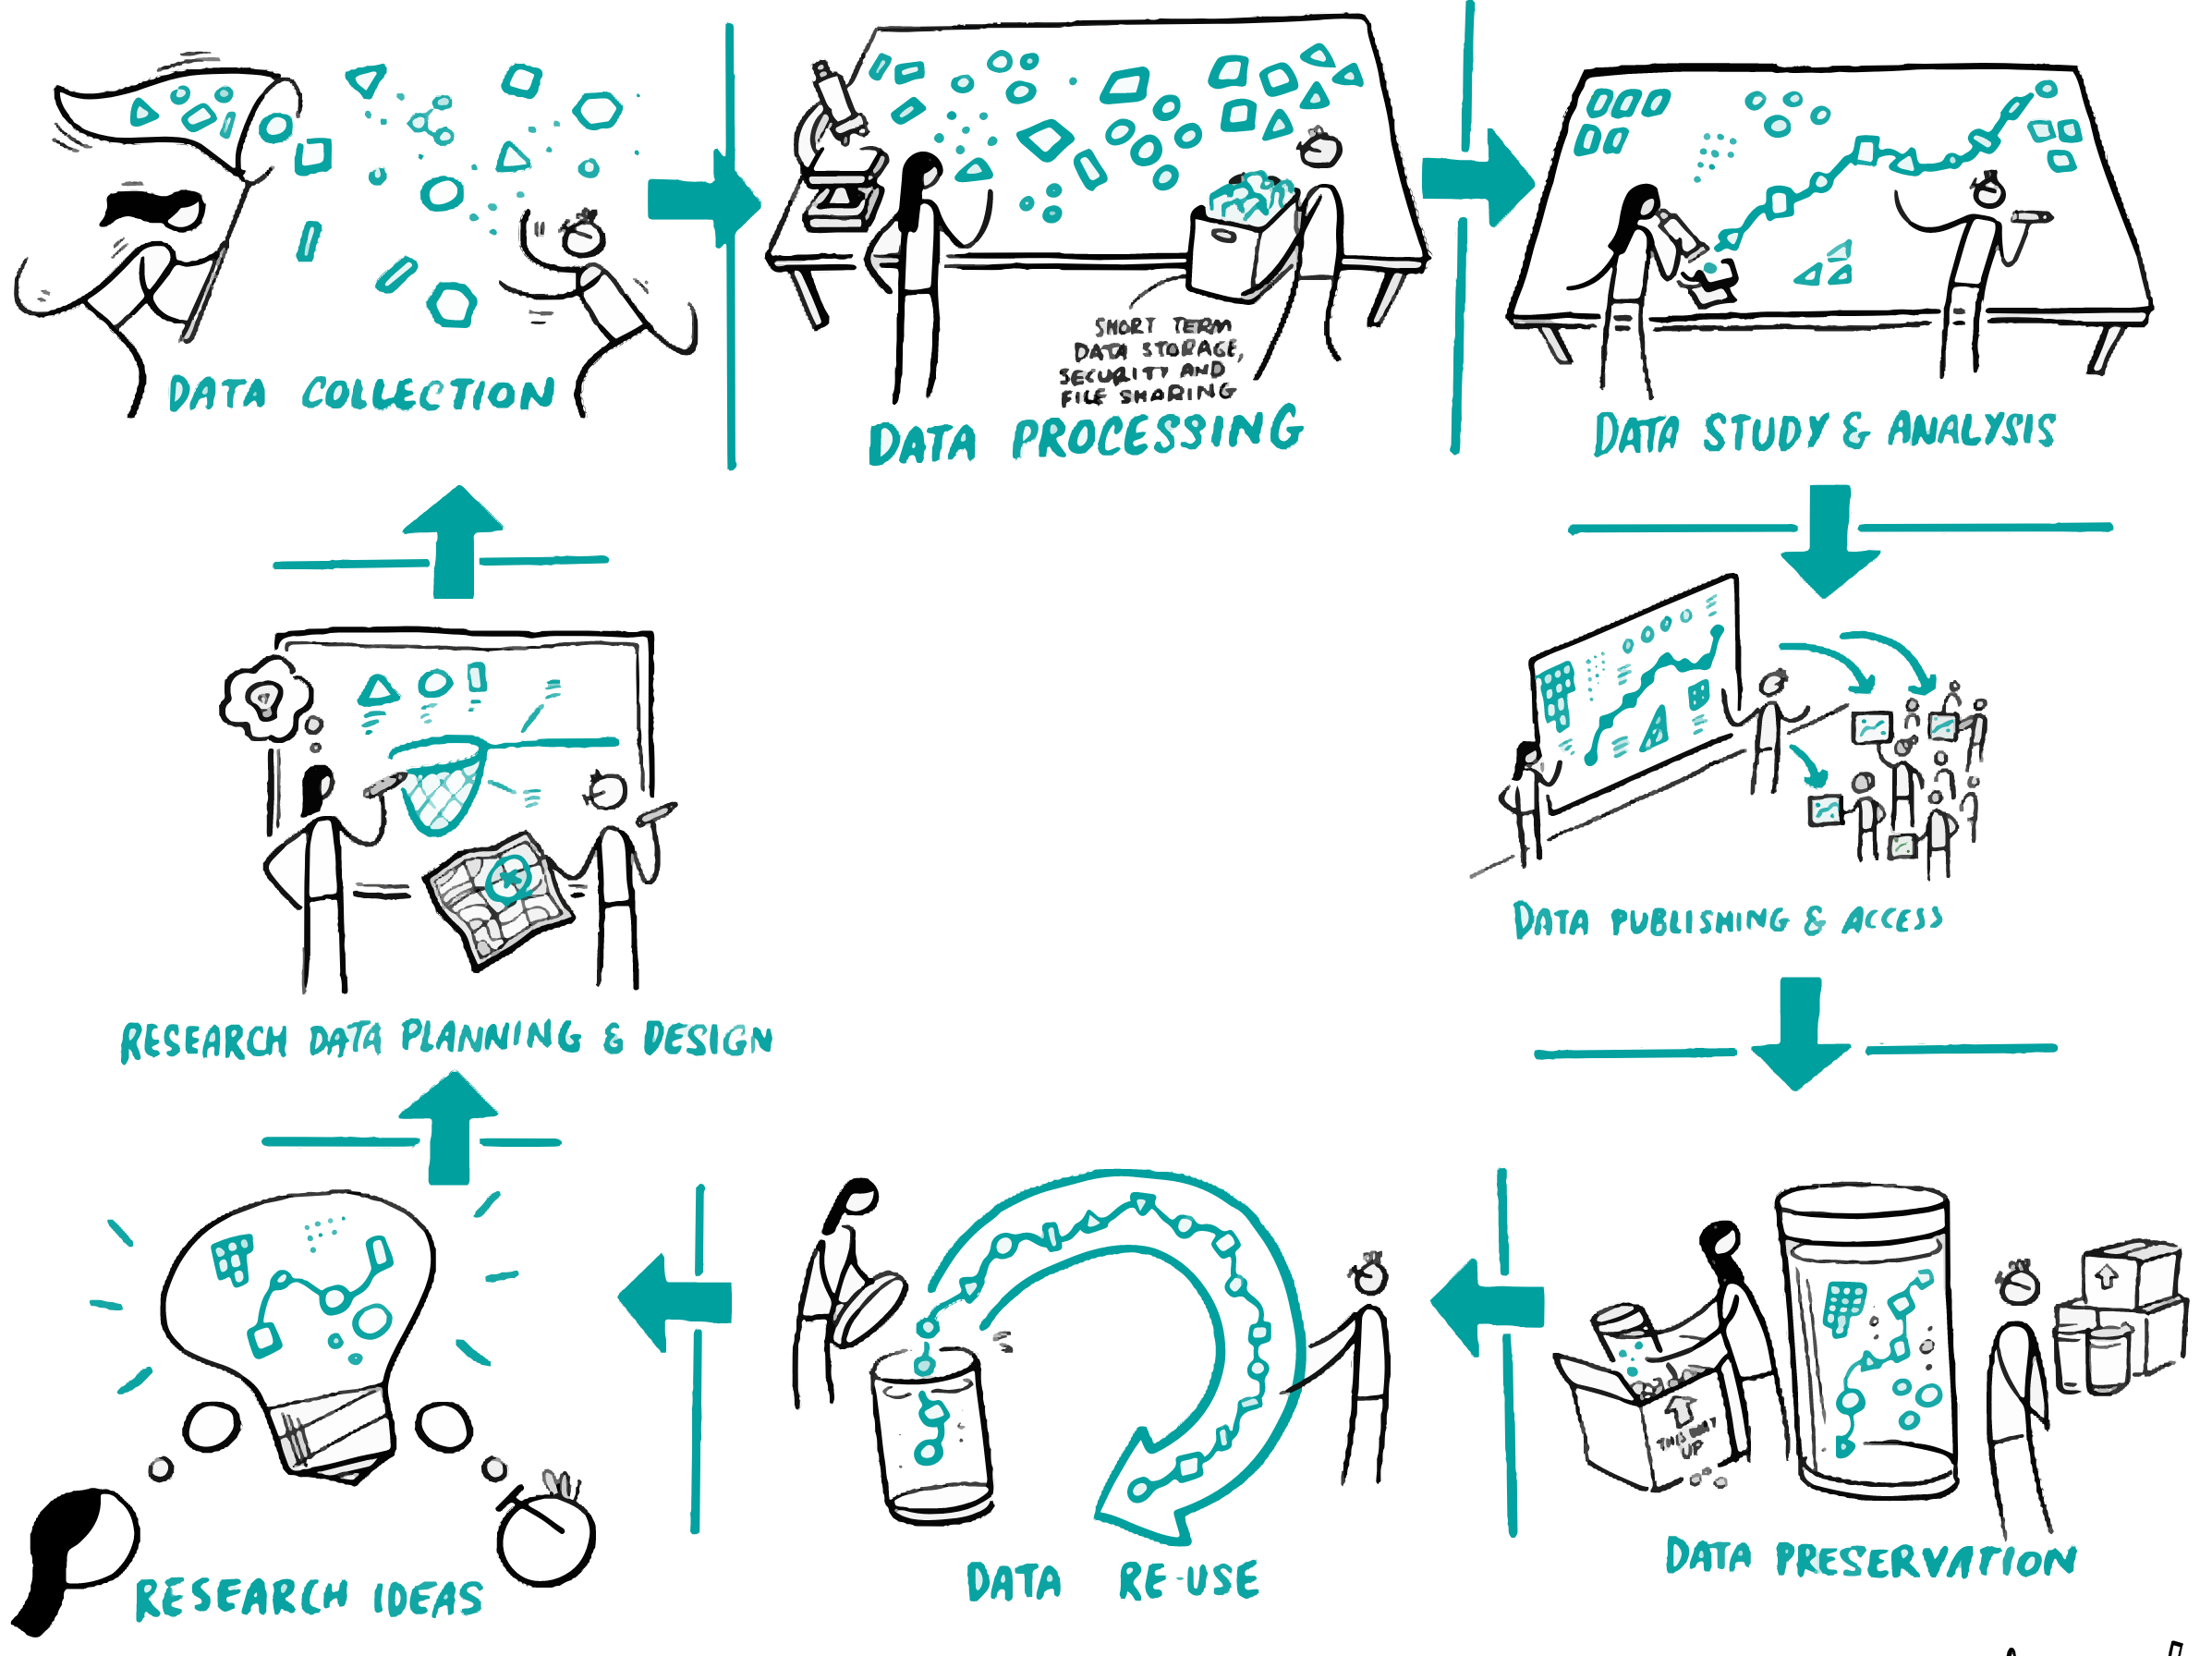 DATA COLLECTION
SHORT TERM
DATA STORAGE,
SECURITY AND
FILE SHARING
DATA PROCESSING
DATA STUDY & ANALYSIS
RESEARCH DATA PLANNING & DESIGN
DATA PUBLISHING & ACCESS
RESEARCH IDEAS
DATA RE-USE
THIS WAY
UP
DATA PRESERVATION